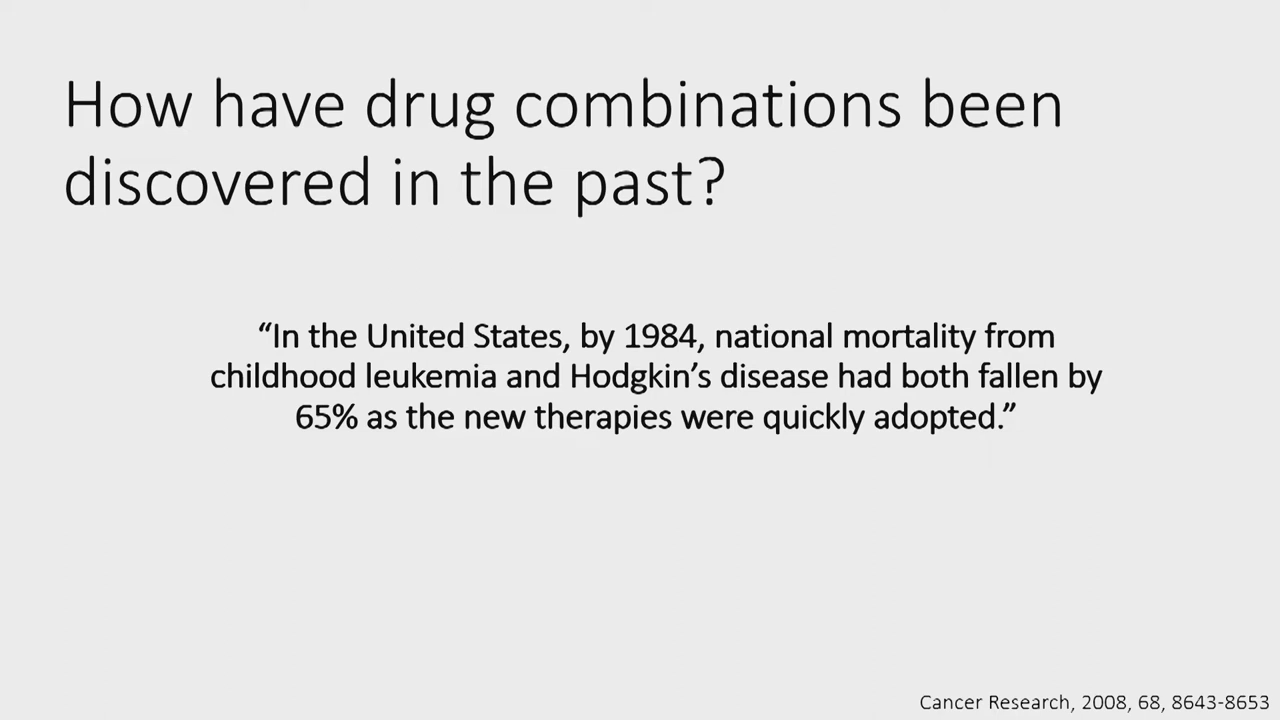 How have drug combinations been
discovered in the past?
“In the United States, by 1984, national mortality from
childhood leukemia and Hodgkin’s disease had both fallen by
65% as the new therapies were quickly adopted.”
Cancer Research, 2008, 68, 8643-8653